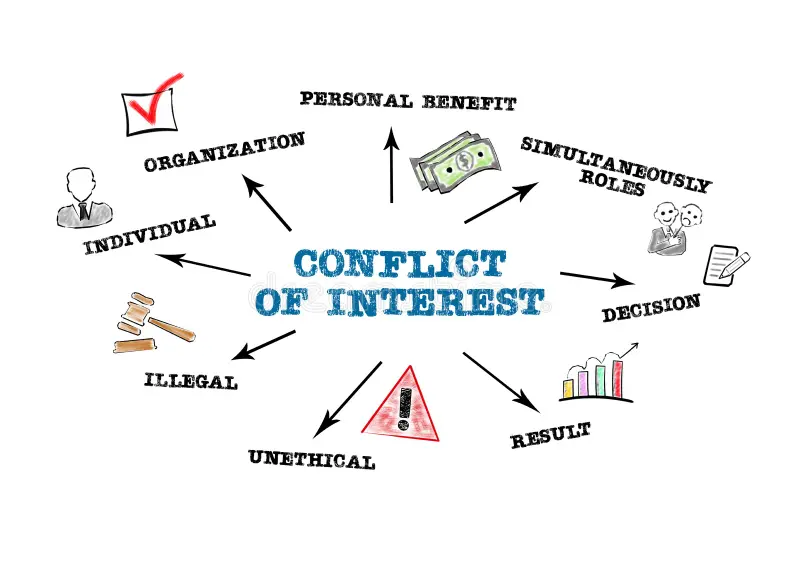 PERSONAL BENEFIT
ORGANIZATION
SIMULTANEOUSLY
ROLES
INDIVIDUAL
CONFLICT
OF INTEREST
DECISION
ILLEGAL
RESULT
UNETHICAL